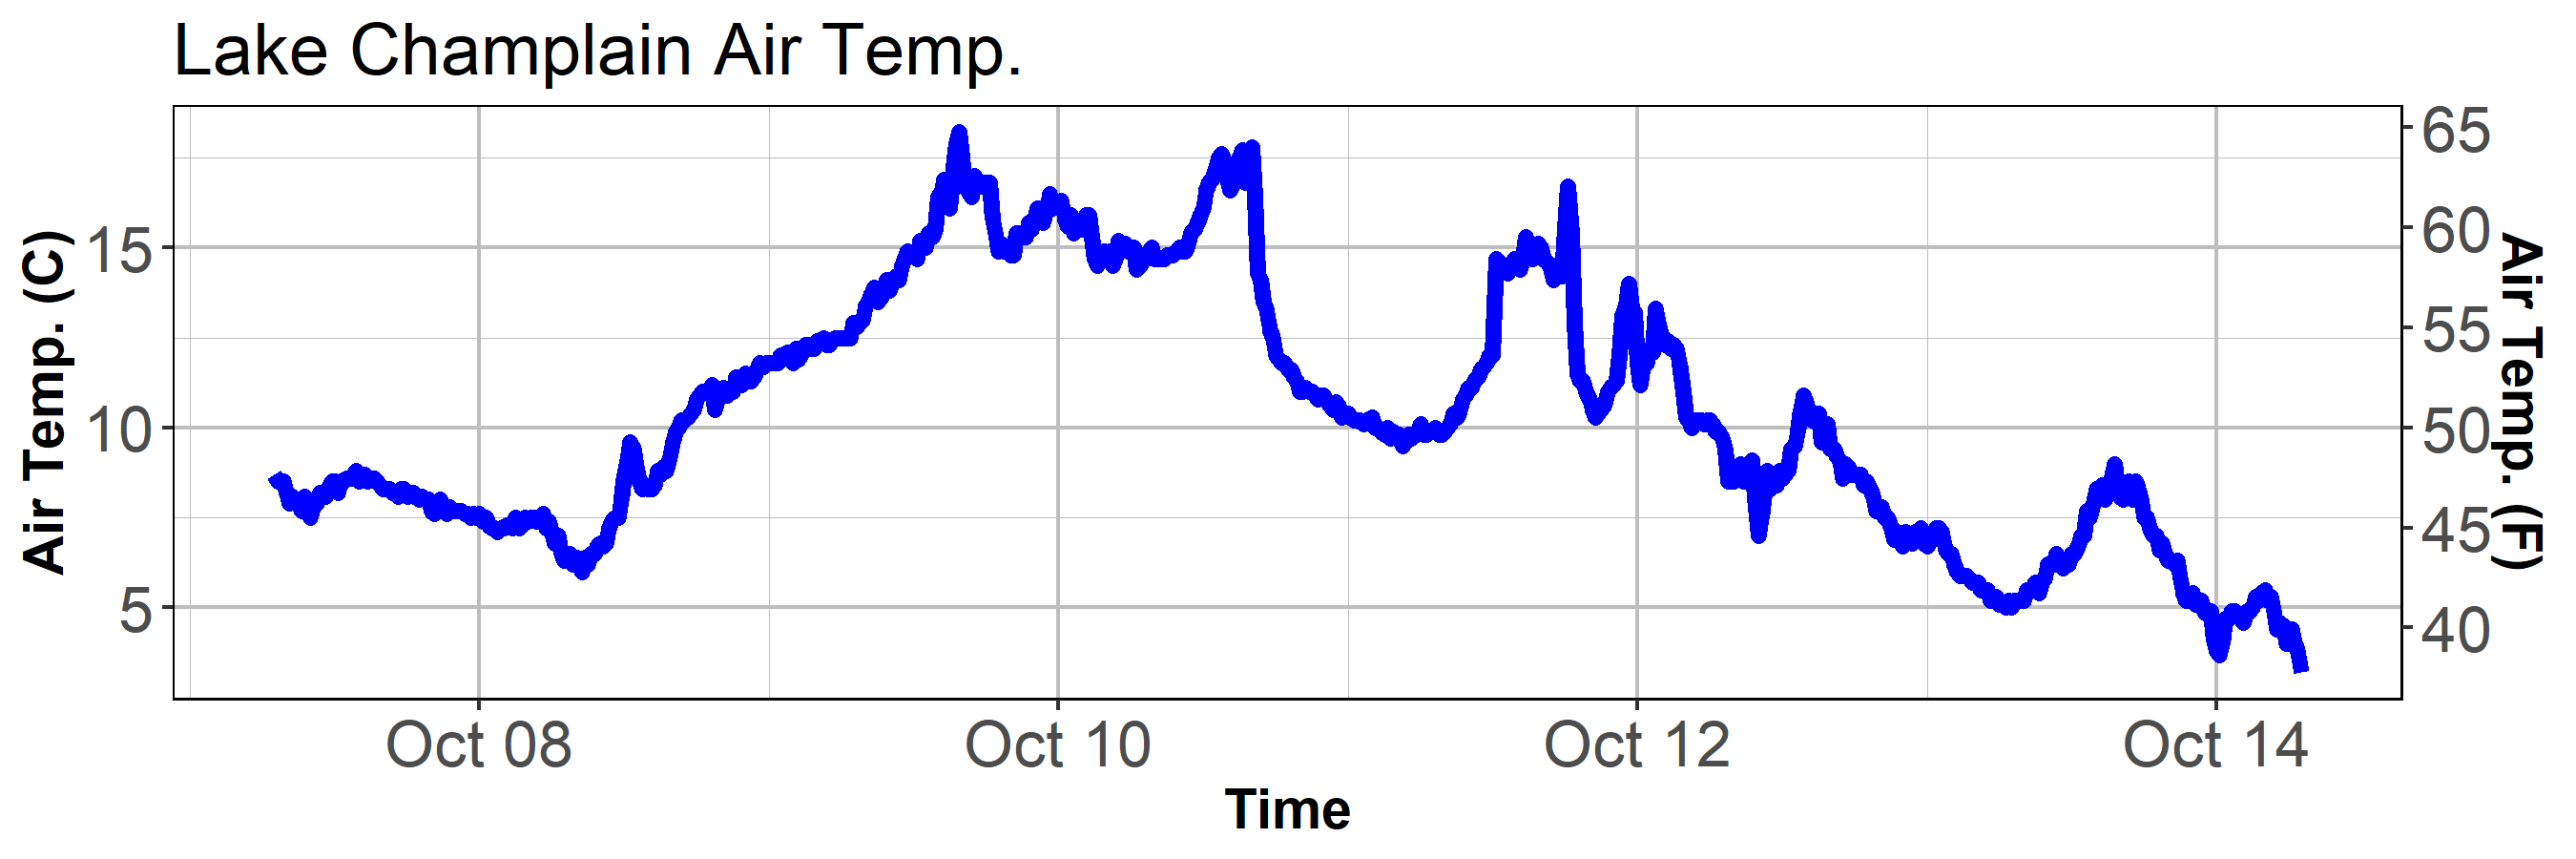 Lake Champlain Air Temp.
Air Temp. (C)
15
10
5
65
60
55
50
45
40
Air Temp. (F)
Oct 08
Oct 10
Oct 12
Oct 14
Time